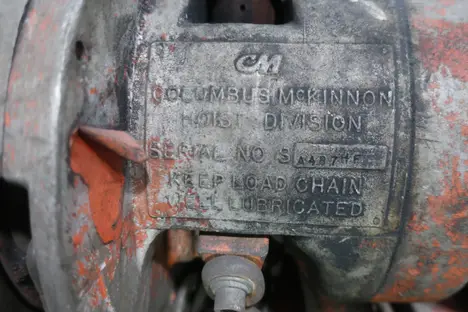 CM
COLUMBUS McKINNON
HOIST DIVISION
SERIAL NO. S
KEEP LOAD CHAIN
WELL LUBRICATED